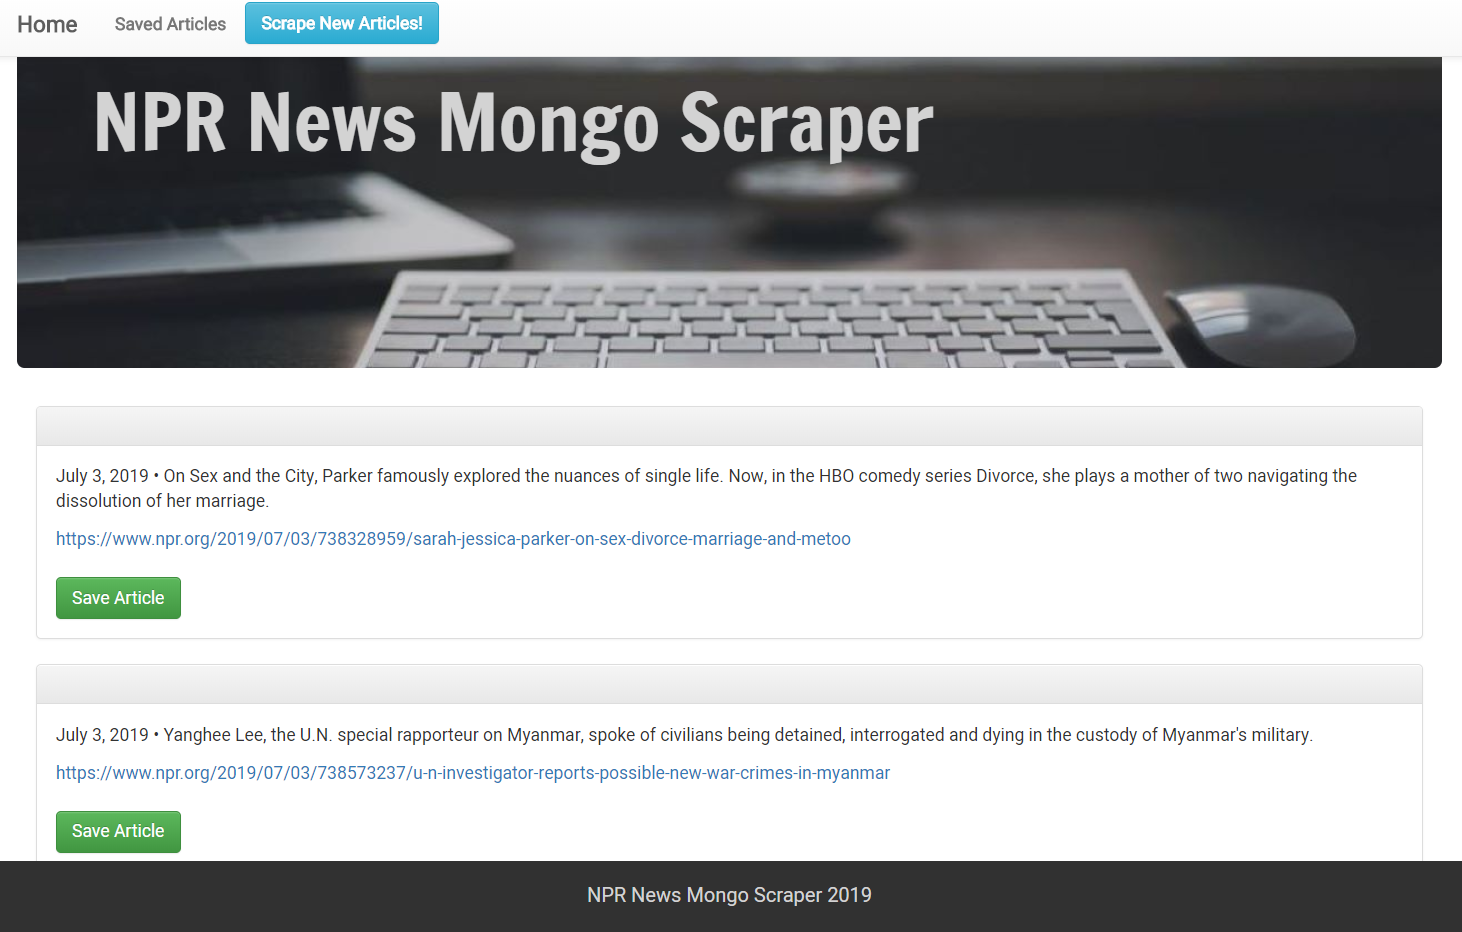 Home
Saved Articles
Scrape New Articles!
NPR News Mongo Scraper
July 3, 2019 • On Sex and the City, Parker famously explored the nuances of single life. Now, in the HBO comedy series Divorce, she plays a mother of two navigating the
dissolution of her marriage.
https://www.npr.org/2019/07/03/738328959/sarah-jessica-parker-on-sex-divorce-marriage-and-metoo
Save Article
July 3, 2019 • Yanghee Lee, the U.N. special rapporteur on Myanmar, spoke of civilians being detained, interrogated and dying in the custody of Myanmar's military.
https://www.npr.org/2019/07/03/738573237/u-n-investigator-reports-possible-new-war-crimes-in-myanmar
Save Article
NPR News Mongo Scraper 2019